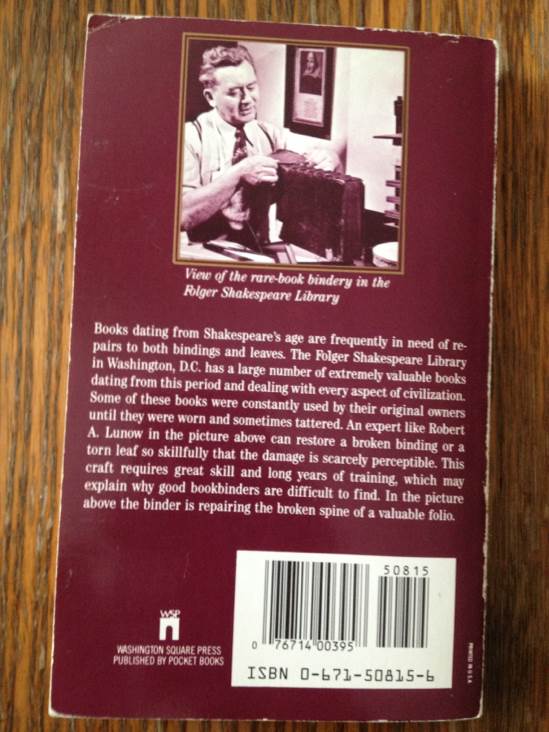 View of the rare-book bindery in the
Folger Shakespeare Library
Books dating from Shakespeare's age are frequently in need of re-
pairs to both bindings and leaves. The Folger Shakespeare Library
in Washington, D.C. has a large number of extremely valuable books
dating from this period and dealing with every aspect of civilization.
Some of these books were constantly used by their original owners
until they were worn and sometimes tattered. An expert like Robert
A. Lunow in the picture above can restore a broken binding or a
torn leaf so skillfully that the damage is scarcely perceptible. This
craft requires great skill and long years of training, which may
explain why good bookbinders are difficult to find. In the picture
above the binder is repairing the broken spine of a valuable folio.
WSP
WASHINGTON SQUARE PRESS
PUBLISHED BY POCKET BOOKS
50815
0 76714 00395
ISBN 0-671-50815-6
PRINTED IN U.S.A.